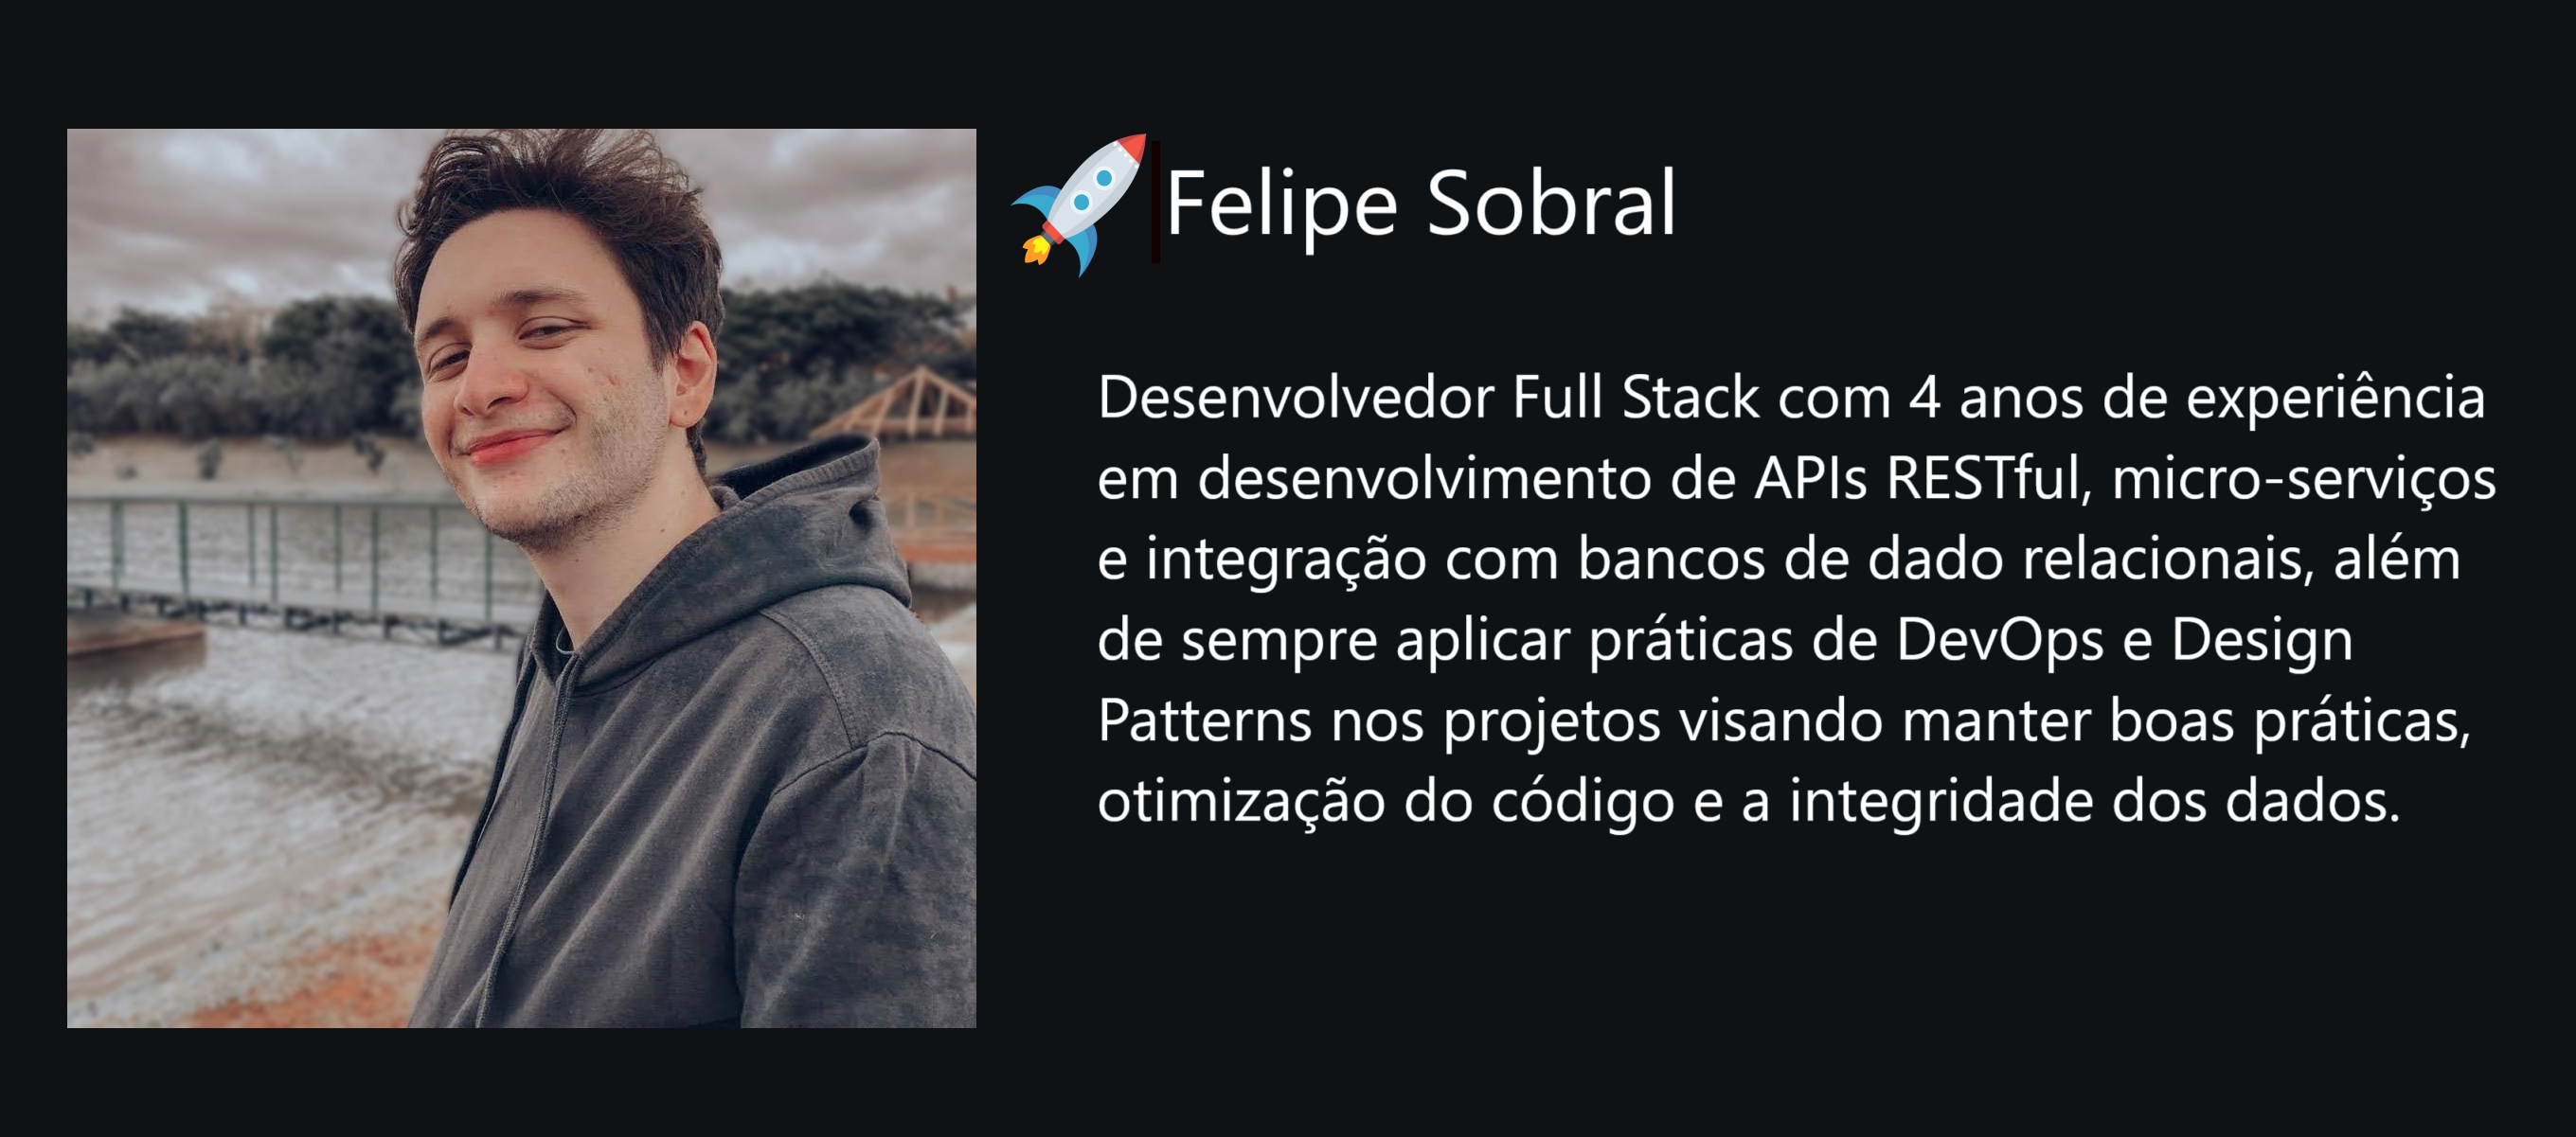 Felipe Sobral
Desenvolvedor Full Stack com 4 anos de experiência
em desenvolvimento de APIs RESTful, micro-serviços
e integração com bancos de dado relacionais, além
de sempre aplicar práticas de DevOps e Design
Patterns nos projetos visando manter boas práticas,
otimização do código e a integridade dos dados.